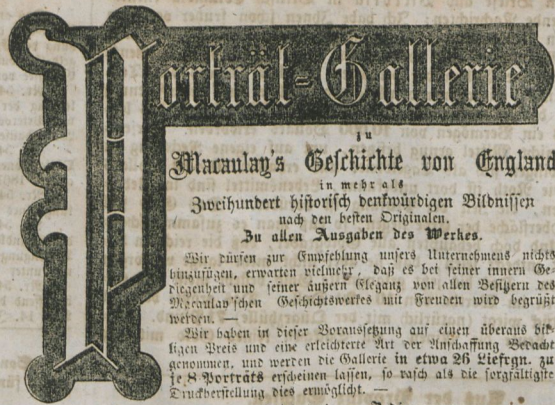 Porträt-Gallerie
zu
Macaulay's Geschichte von England
in mehr als
Zweihundert historisch denkwürdigen Bildnissen
nach den besten Originalen.
Zu allen Ausgaben des Werkes.
Wir dürfen zur Empfehlung unsers Unternehmens nichts
hinzufügen, erwarten vielmehr, daß es bei seiner innern Ge-
diegenheit und seiner äußern Eleganz von allen Besitzern des
Macaulay'schen Geschichtswerkes mit Freuden wird begrüßt
werden. —
Wir haben in dieser Voraussetzung auf einen überaus bil-
ligen Preis und eine erleichterte Art der Anschaffung Bedacht
genommen, und werden die Gallerie in etwa 26 Liefrgn. zu
je 8 Porträts erscheinen lassen, so rasch als die sorgfältigste
Druckherstellung dies ermöglicht. —